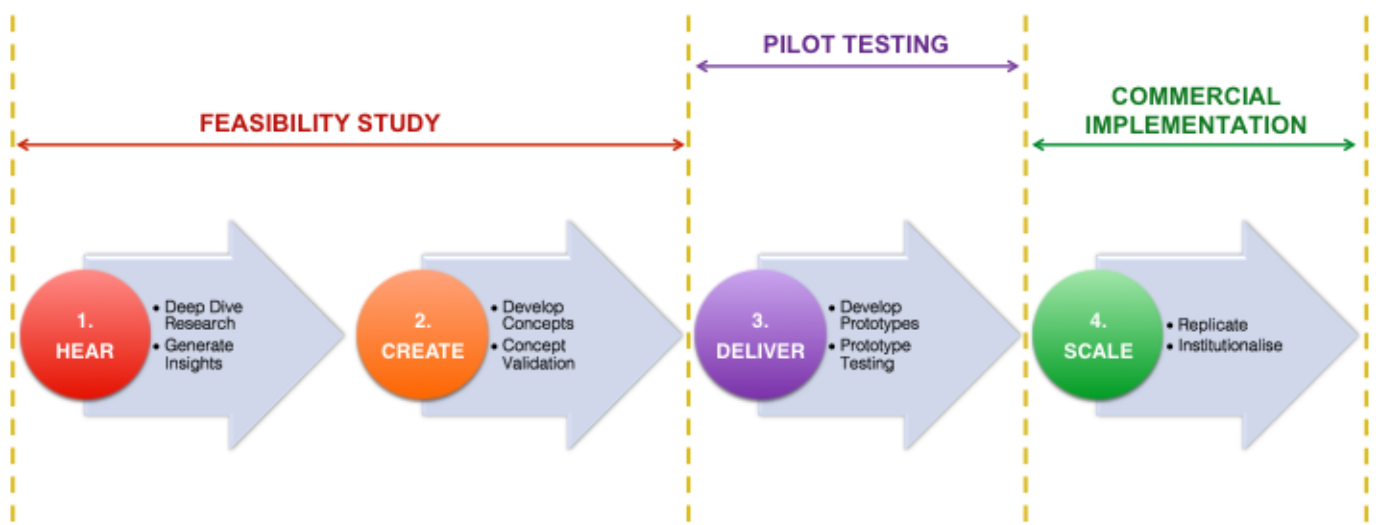 PILOT TESTING
COMMERCIAL
IMPLEMENTATION
FEASIBILITY STUDY
1.
HEAR
• Deep Dive
Research
• Generate
Insights
2.
CREATE
• Develop
Concepts
• Concept
Validation
3.
DELIVER
• Develop
Prototypes
• Prototype
Testing
4.
SCALE
• Replicate
• Institutionalise